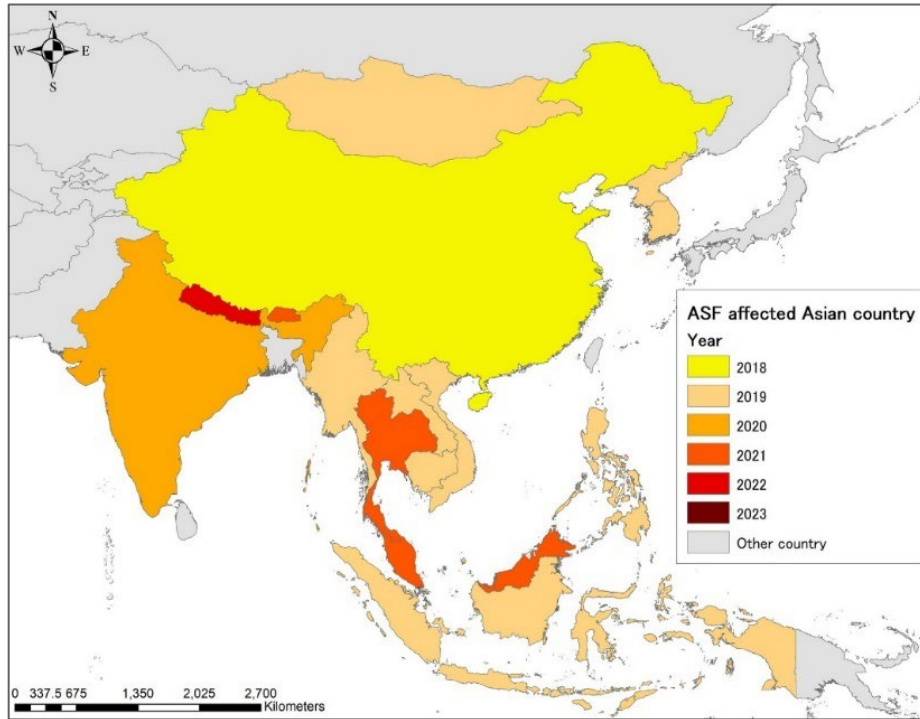 N
W E
S
ASF affected Asian country
Year
2018
2019
2020
2021
2022
2023
Other country
0 337.5 675 1,350 2,025 2,700
Kilometers